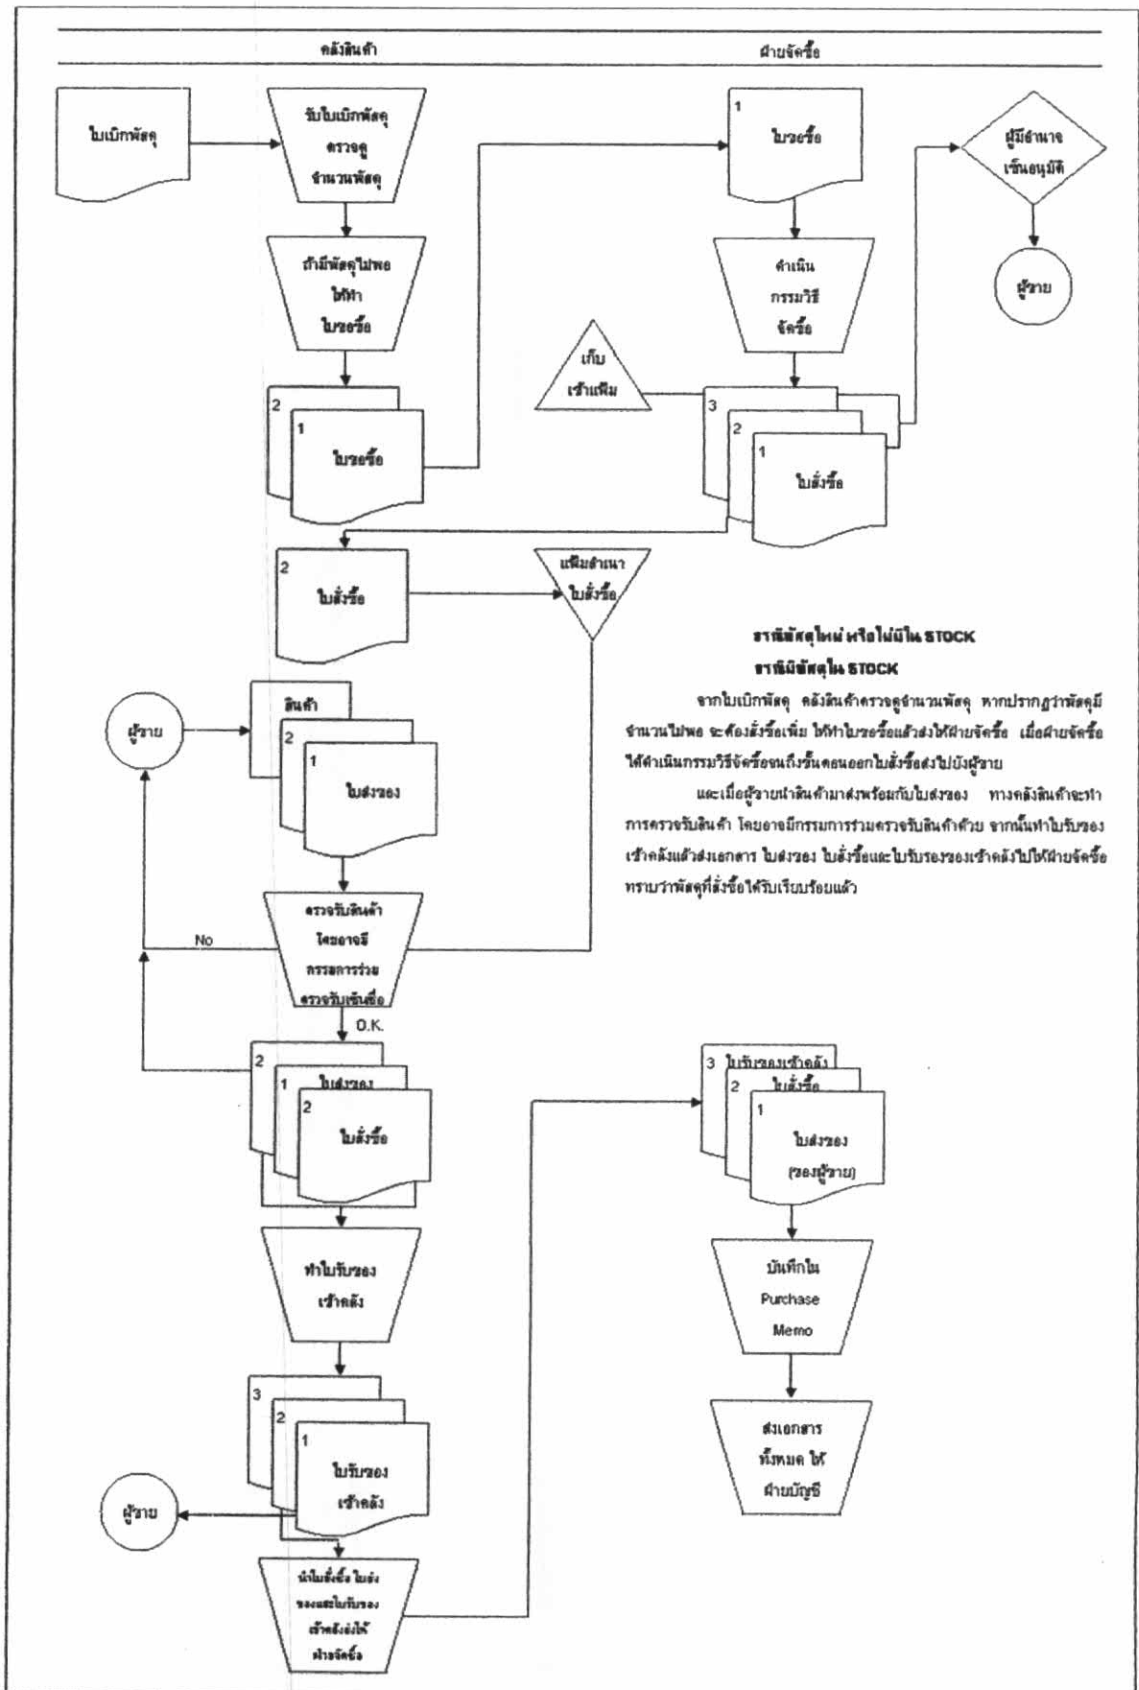 คลังสินค้า
ฝ่ายจัดซื้อ
ใบเบิกพัสดุ
รับใบเบิกพัสดุ
ตรวจดู
จำนวนพัสดุ
1
ใบขอซื้อ
ผู้มีอำนาจ
เซ็นอนุมัติ
ถ้ามีพัสดุไม่พอ
ให้ทำ
ใบขอซื้อ
ดำเนิน
กรรมวิธี
จัดซื้อ
ผู้ขาย
เก็บ
เข้าแฟ้ม
2
1
ใบขอซื้อ
3
2
1
ใบสั่งซื้อ
2
ใบสั่งซื้อ
แฟ้มสำเนา
ใบสั่งซื้อ
กรณีพัสดุใหม่ หรือไม่มีใน STOCK
กรณีมีพัสดุใน STOCK
จากใบเบิกพัสดุ คลังสินค้าตรวจดูจำนวนพัสดุ หากปรากฏว่าพัสดุมี
จำนวนไม่พอ จะต้องสั่งซื้อเพิ่ม ให้ทำใบขอซื้อแล้วส่งให้ฝ่ายจัดซื้อ เมื่อฝ่ายจัดซื้อ
ได้ดำเนินกรรมวิธีจัดซื้อจนถึงขั้นตอนออกใบสั่งซื้อส่งไปยังผู้ขาย
และเมื่อผู้ขายนำสินค้ามาส่งพร้อมกับใบส่งของ ทางคลังสินค้าจะทำ
การตรวจรับสินค้า โดยอาจมีกรรมการร่วมตรวจรับสินค้าด้วย จากนั้นทำใบรับของ
เข้าคลังแล้วส่งเอกสาร ใบส่งของ ใบสั่งซื้อและใบรับรองของเข้าคลังไปให้ฝ่ายจัดซื้อ
ทราบว่าพัสดุที่สั่งซื้อได้รับเรียบร้อยแล้ว
ผู้ขาย
สินค้า
2
1
ใบส่งของ
ตรวจรับสินค้า
โดยอาจมี
กรรมการร่วม
ตรวจรับเซ็นชื่อ
No
O.K.
2
1
ใบส่งของ
2
ใบสั่งซื้อ
3 ใบรับของเข้าคลัง
2 ใบสั่งซื้อ
1
ใบส่งของ
(ของผู้ขาย)
ทำใบรับของ
เข้าคลัง
บันทึกใน
Purchase
Memo
3
2
1
ใบรับของ
เข้าคลัง
ส่งเอกสาร
ทั้งหมด ให้
ฝ่ายบัญชี
ผู้ขาย
นำใบสั่งซื้อ ใบส่ง
ของและใบรับของ
เข้าคลังส่งให้
ฝ่ายจัดซื้อ